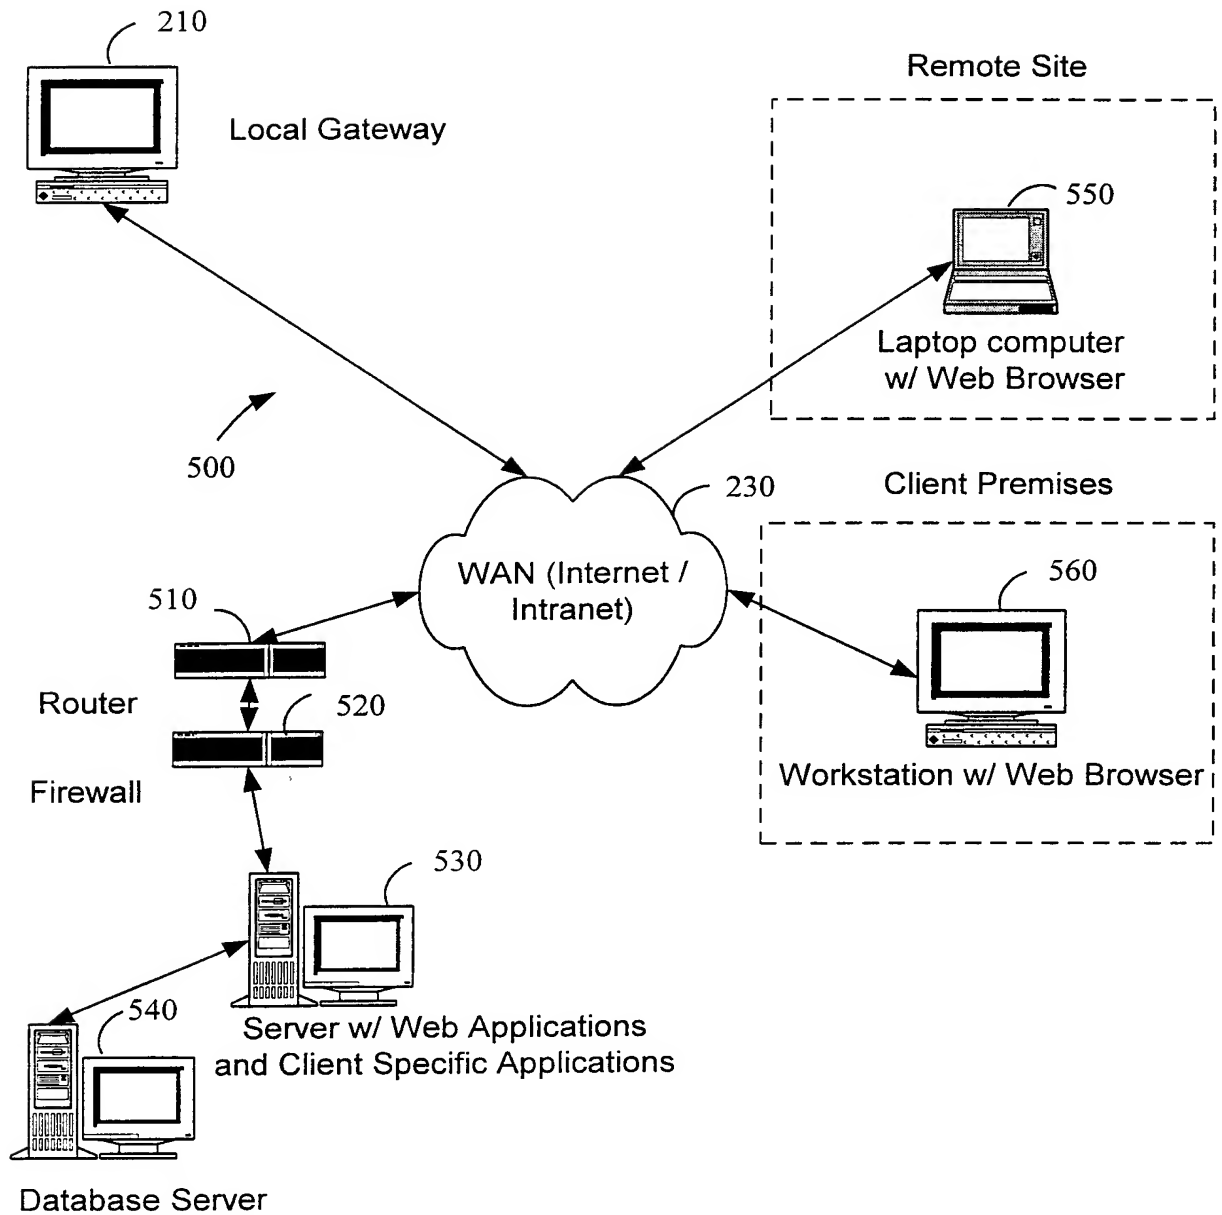 210
Local Gateway
Remote Site
550
Laptop computer
w/ Web Browser
500
230
WAN (Internet /
Intranet)
Client Premises
560
Workstation w/ Web Browser
510
Router
520
Firewall
530
Server w/ Web Applications
and Client Specific Applications
540
Database Server